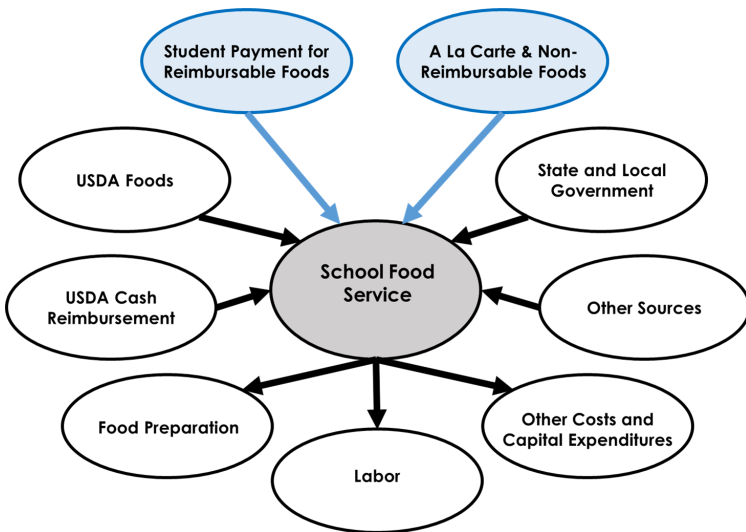 Student Payment for
Reimbursable Foods
A La Carte & Non-
Reimbursable Foods
USDA Foods
State and Local
Government
School Food
Service
USDA Cash
Reimbursement
Other Sources
Food Preparation
Other Costs and
Capital Expenditures
Labor